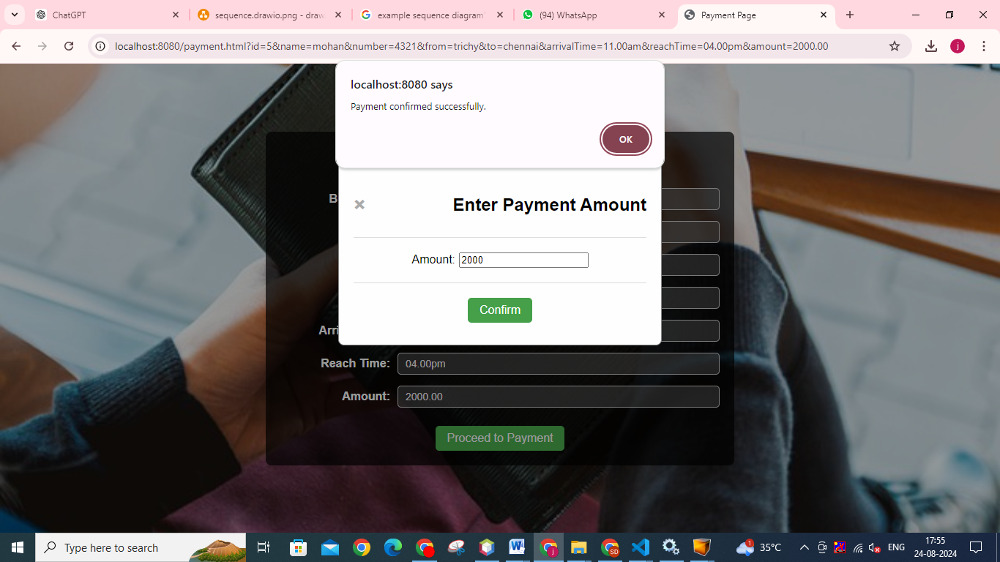 ChatGPT
sequence.drawio.png - draw
example sequence diagram
(94) WhatsApp
Payment Page
localhost:8080/payment.html?id=5&name=mohan&number=4321&from=trichy&to=chennai&arrivalTime=11.00am&reachTime=04.00pm&amount=2000.00
j
localhost:8080 says
Payment confirmed successfully.
OK
B
Enter Payment Amount
Amount: 2000
Confirm
Arri
Reach Time: 04.00pm
Amount: 2000.00
Proceed to Payment
Type here to search
1
35°C
ENG
17:55
24-08-2024